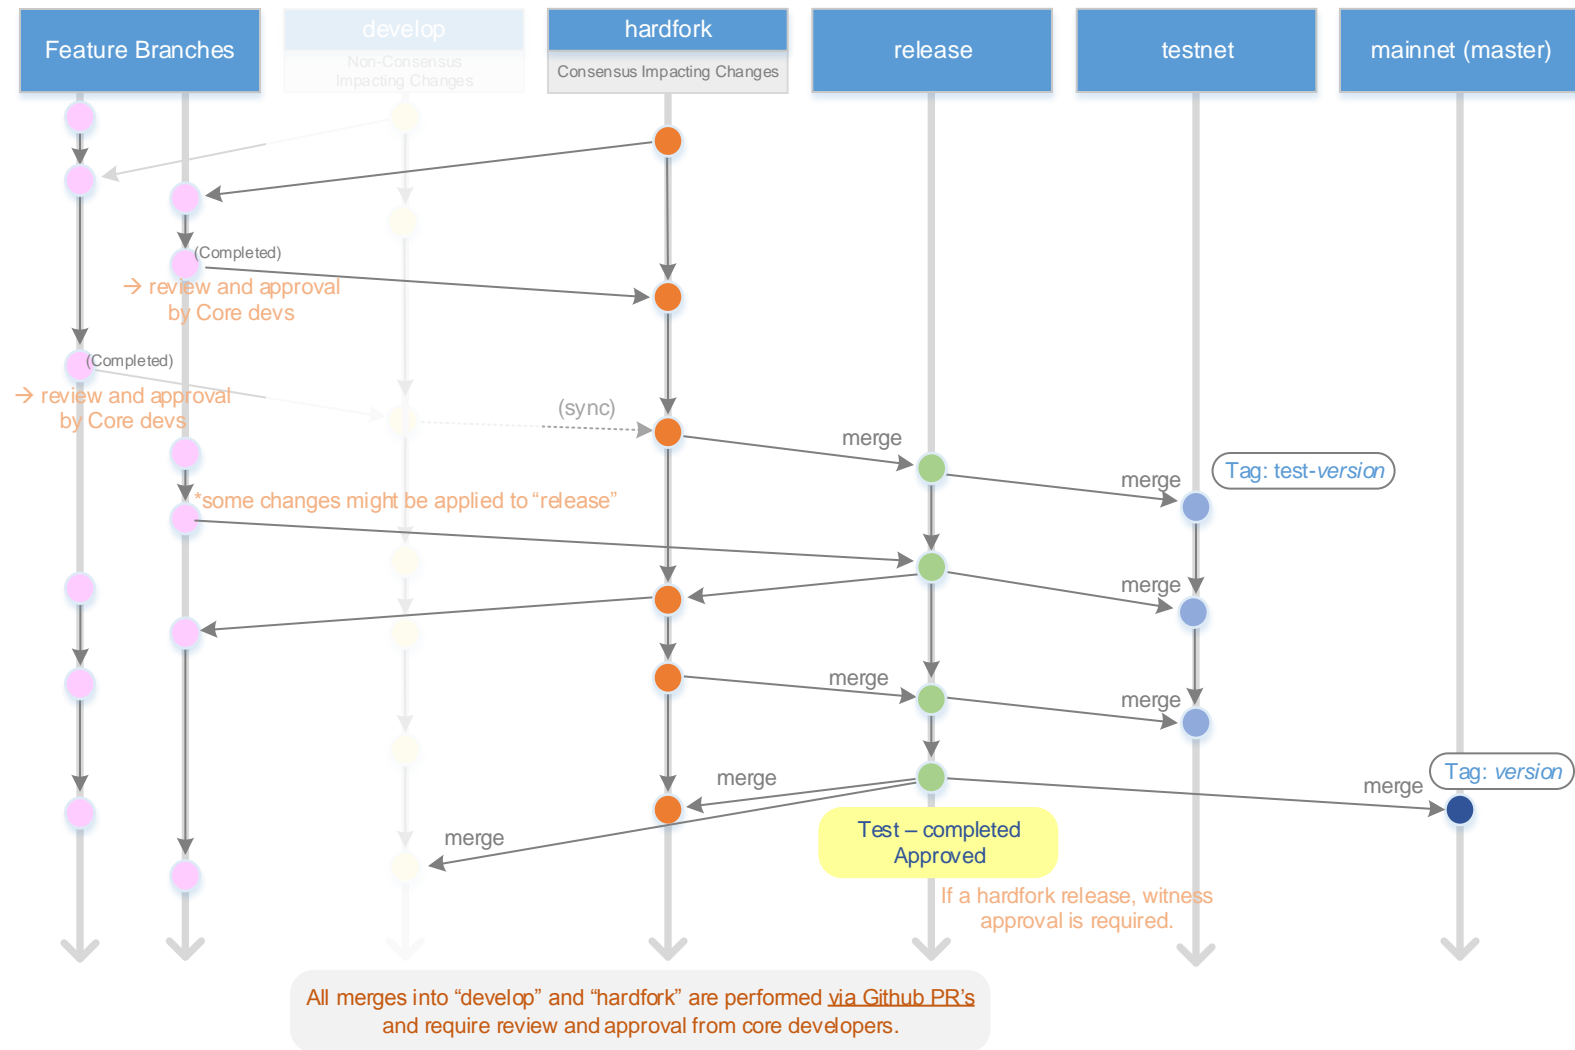 Feature Branches
develop
Non-Consensus
Impacting Changes
hardfork
Consensus Impacting Changes
release
testnet
mainnet (master)
(Completed)
→ review and approval
by Core devs
(Completed)
→ review and approval
by Core devs
(sync)
merge
merge
Tag: test-version
*some changes might be applied to “release”
merge
merge
merge
merge
merge
Tag: version
merge
Test – completed
Approved
If a hardfork release, witness
approval is required.
All merges into “develop” and “hardfork” are performed via Github PR's
and require review and approval from core developers.